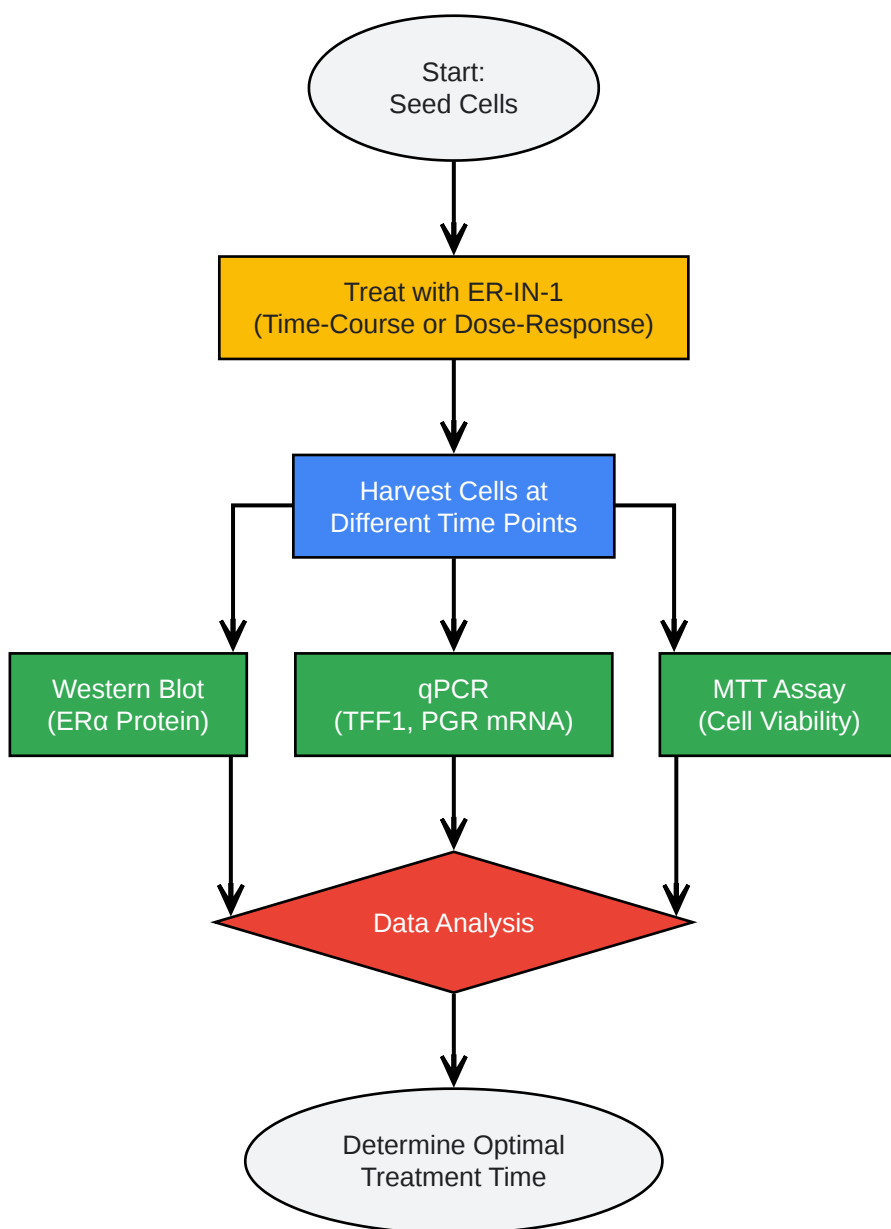 Start:
Seed Cells
Treat with ER-IN-1
(Time-Course or Dose-Response)
Harvest Cells at
Different Time Points
Western Blot
(ERα Protein)
qPCR
(TFF1, PGR mRNA)
MTT Assay
(Cell Viability)
Data Analysis
Determine Optimal
Treatment Time